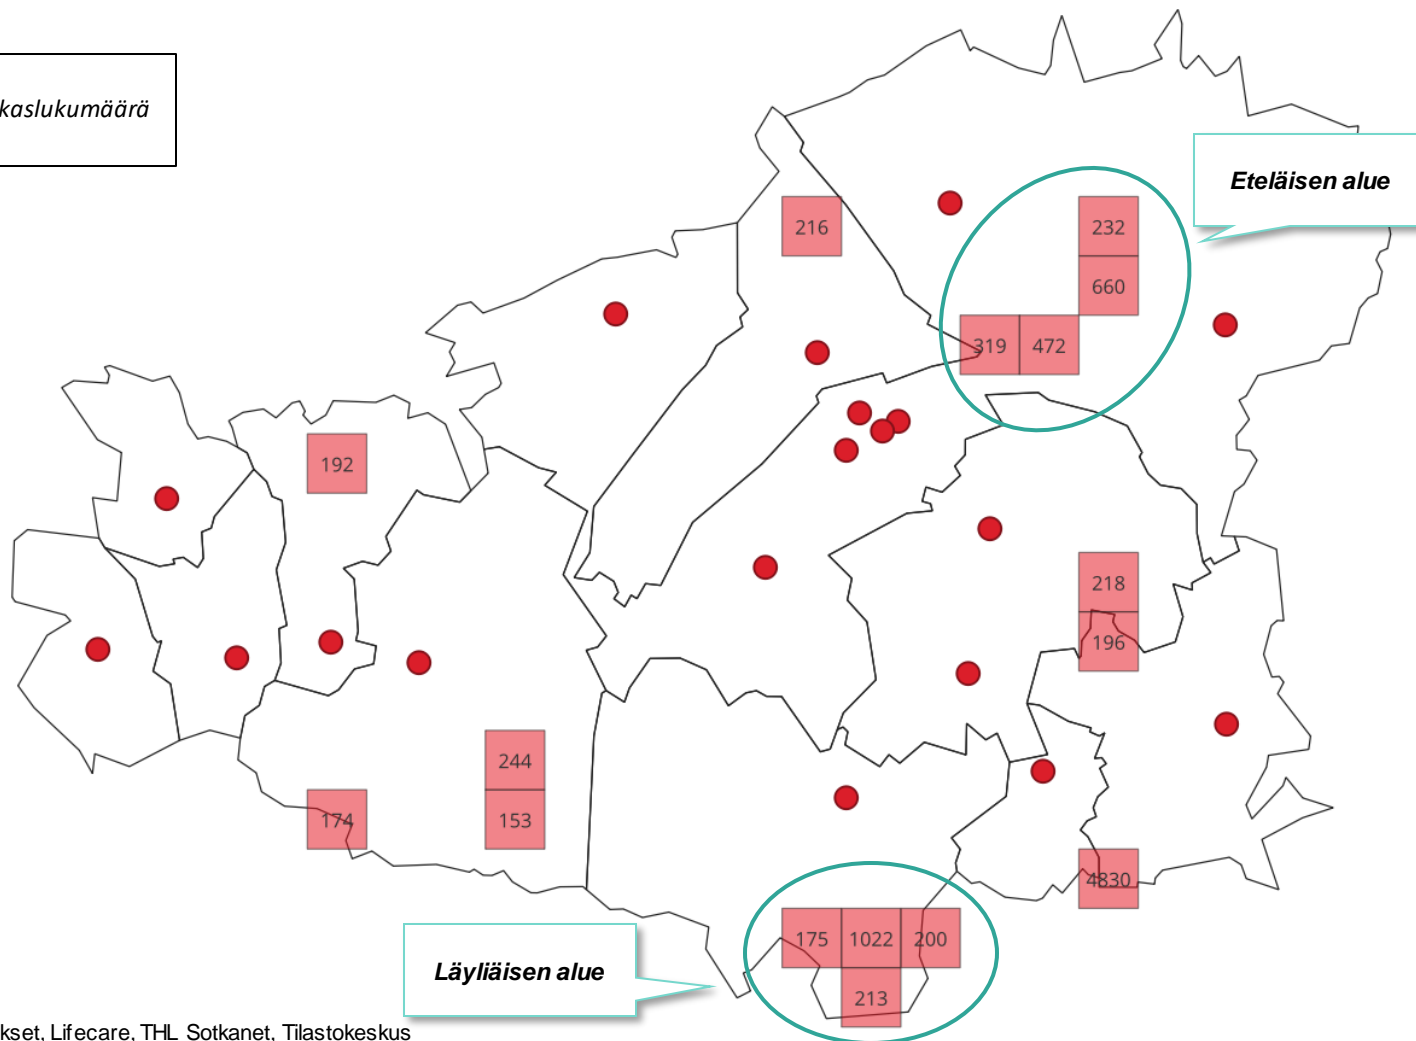 kaslukumäärä
Eteläisen alue
216
232
660
319 472
192
218
196
244
174 153
4830
175 1022 200
Läyliäisen alue
213
kset, Lifecare, THL Sotkanet, Tilastokeskus